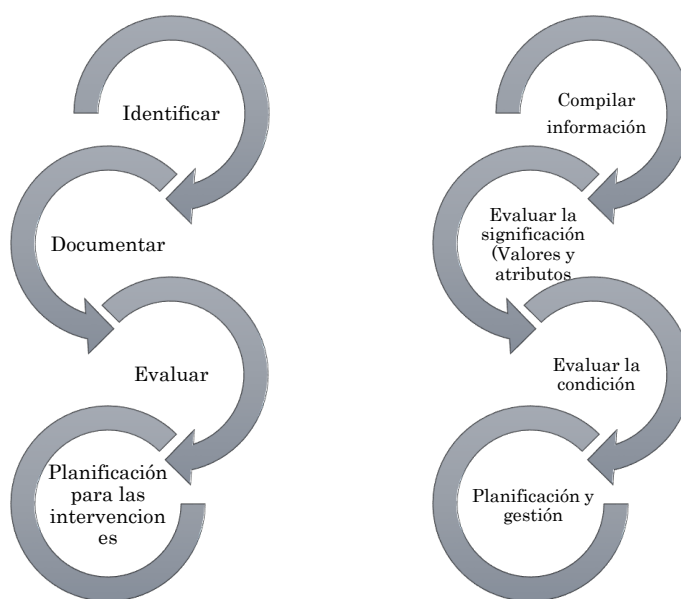 Identificar
Documentar
Evaluar
Planificación
para las
intervencion
es
Compilar
información
Evaluar la
significación
(Valores y
atributos
Evaluar la
condición
Planificación y
gestión